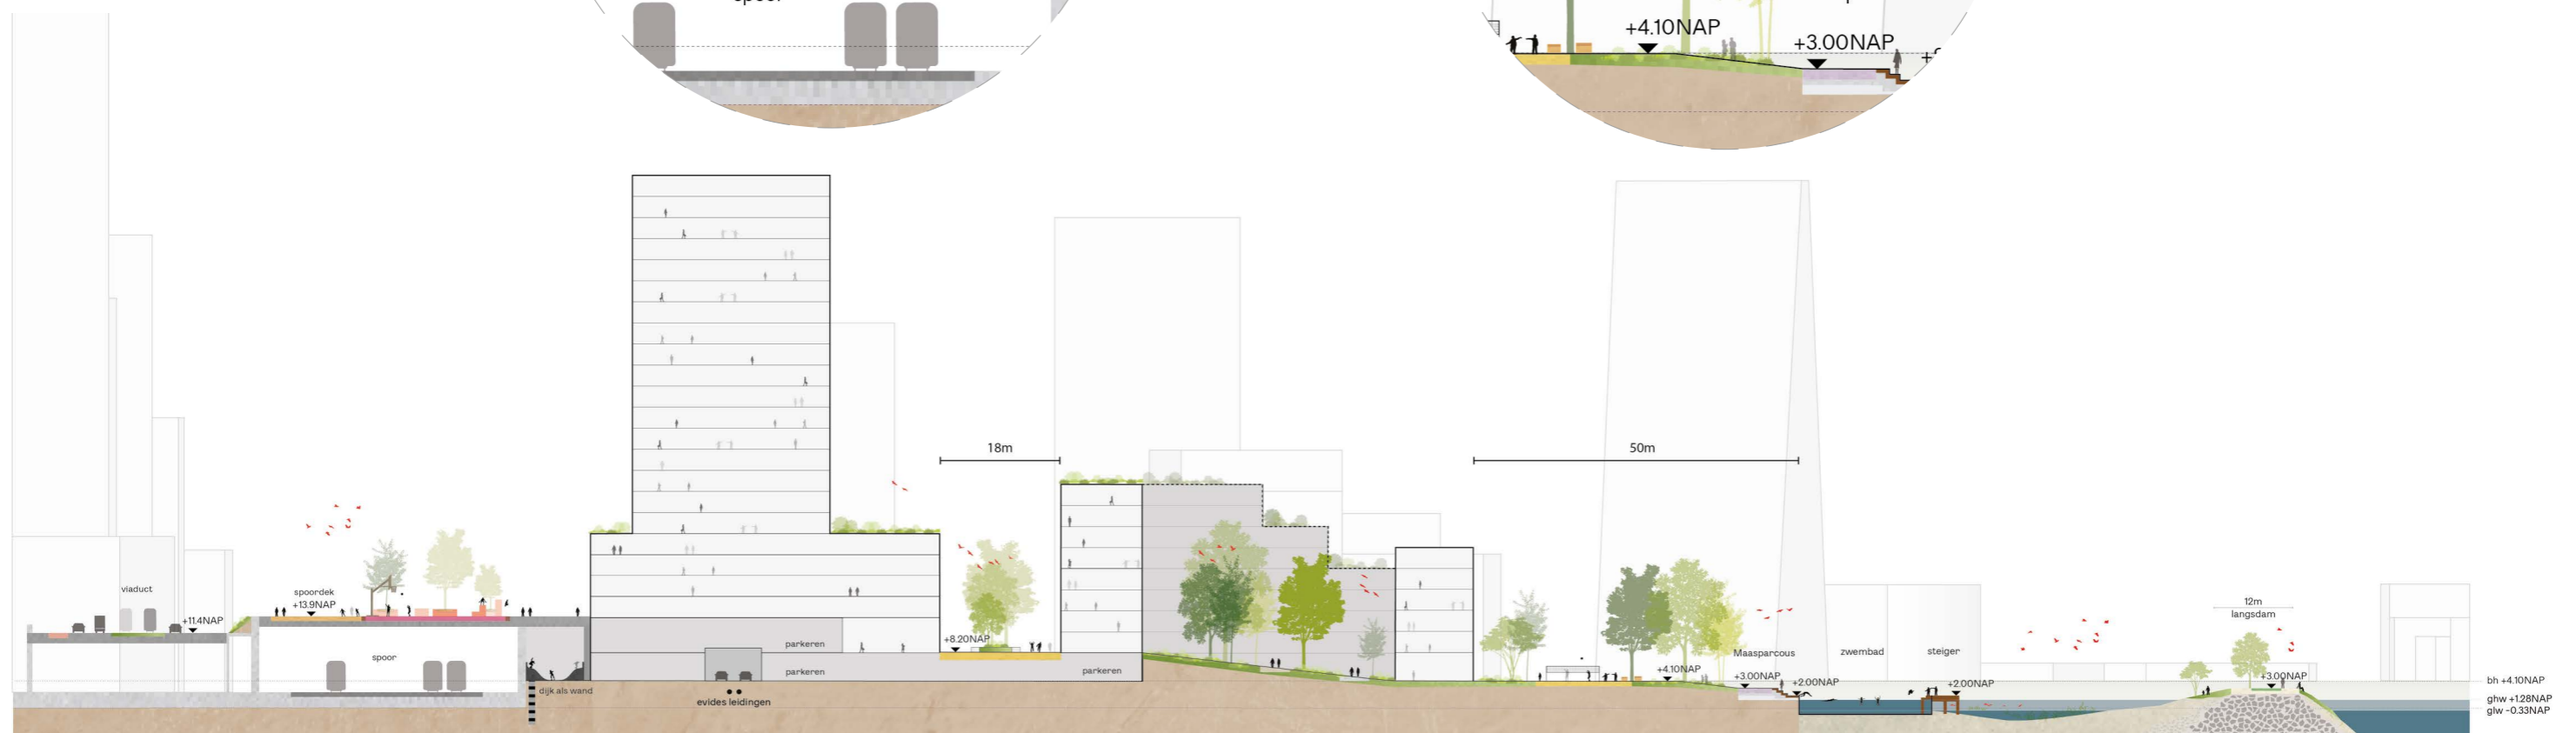 spoor
+4.10NAP
+3.00NAP
18m
50m
viaduct
+11.4NAP
spoordek
+13.9NAP
spoor
dijk als wand
parkeren
parkeren
evides leidingen
+8.20NAP
parkeren
+4.10NAP
Maasparcous
+3.00NAP
+2.00NAP
zwembad
steiger
+2.00NAP
12m
langsdam
+3.00NAP
bh +4.10NAP
ghw +1.28NAP
glw -0.33NAP